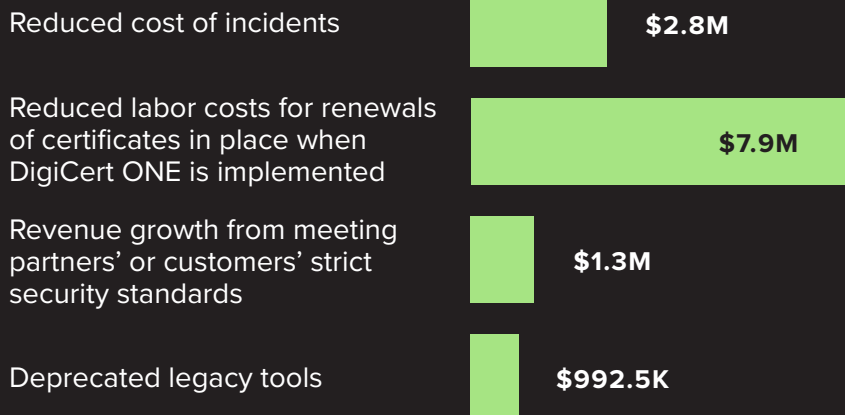 Reduced cost of incidents
$2.8M
Reduced labor costs for renewals
of certificates in place when
DigiCert ONE is implemented
$7.9M
Revenue growth from meeting
partners’ or customers’ strict
security standards
$1.3M
Deprecated legacy tools
$992.5K